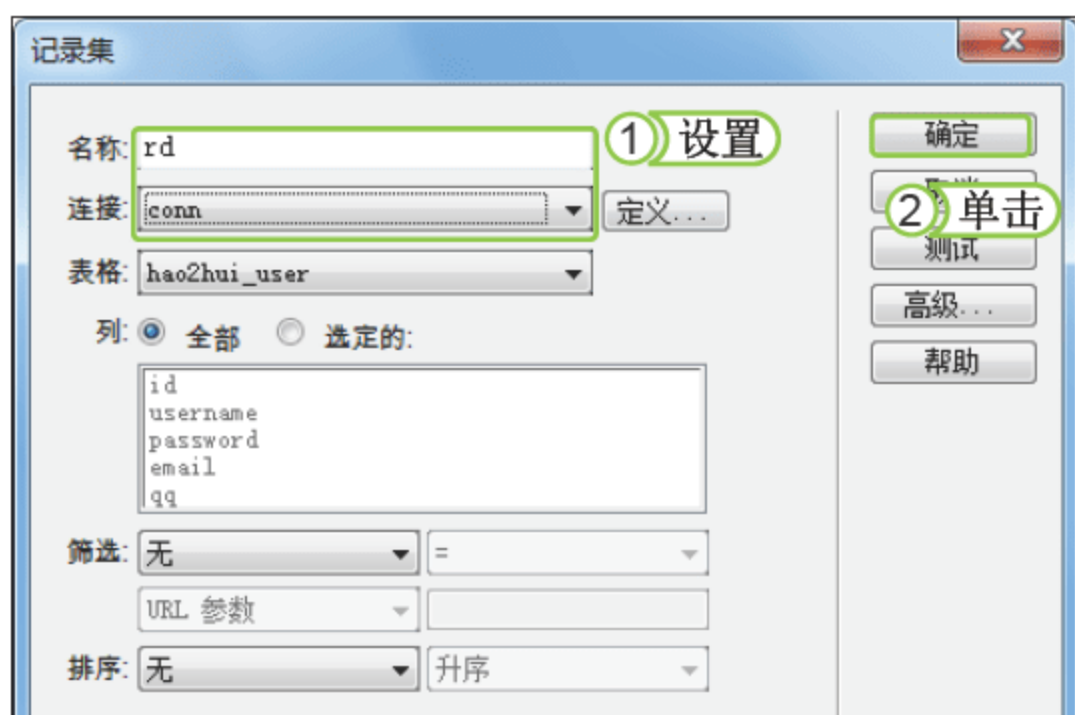 记录集
名称: rd
① 设置
确定
连接: conn
定义...
② 单击
测试
表格: hao2hui_user
高级...
列: 全部 选定的:
帮助
id
username
password
email
qq
筛选: 无 =
URL 参数
排序: 无 升序